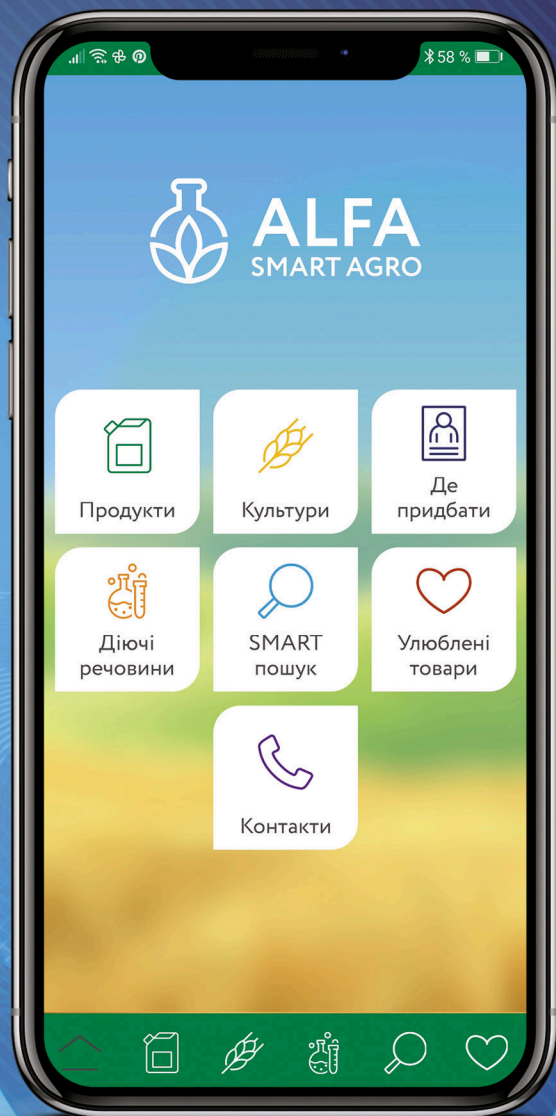 58 %
ALFA
SMART AGRO
Продукти
Культури
Де
придбати
Діючі
речовини
SMART
пошук
Улюблені
товари
Контакти